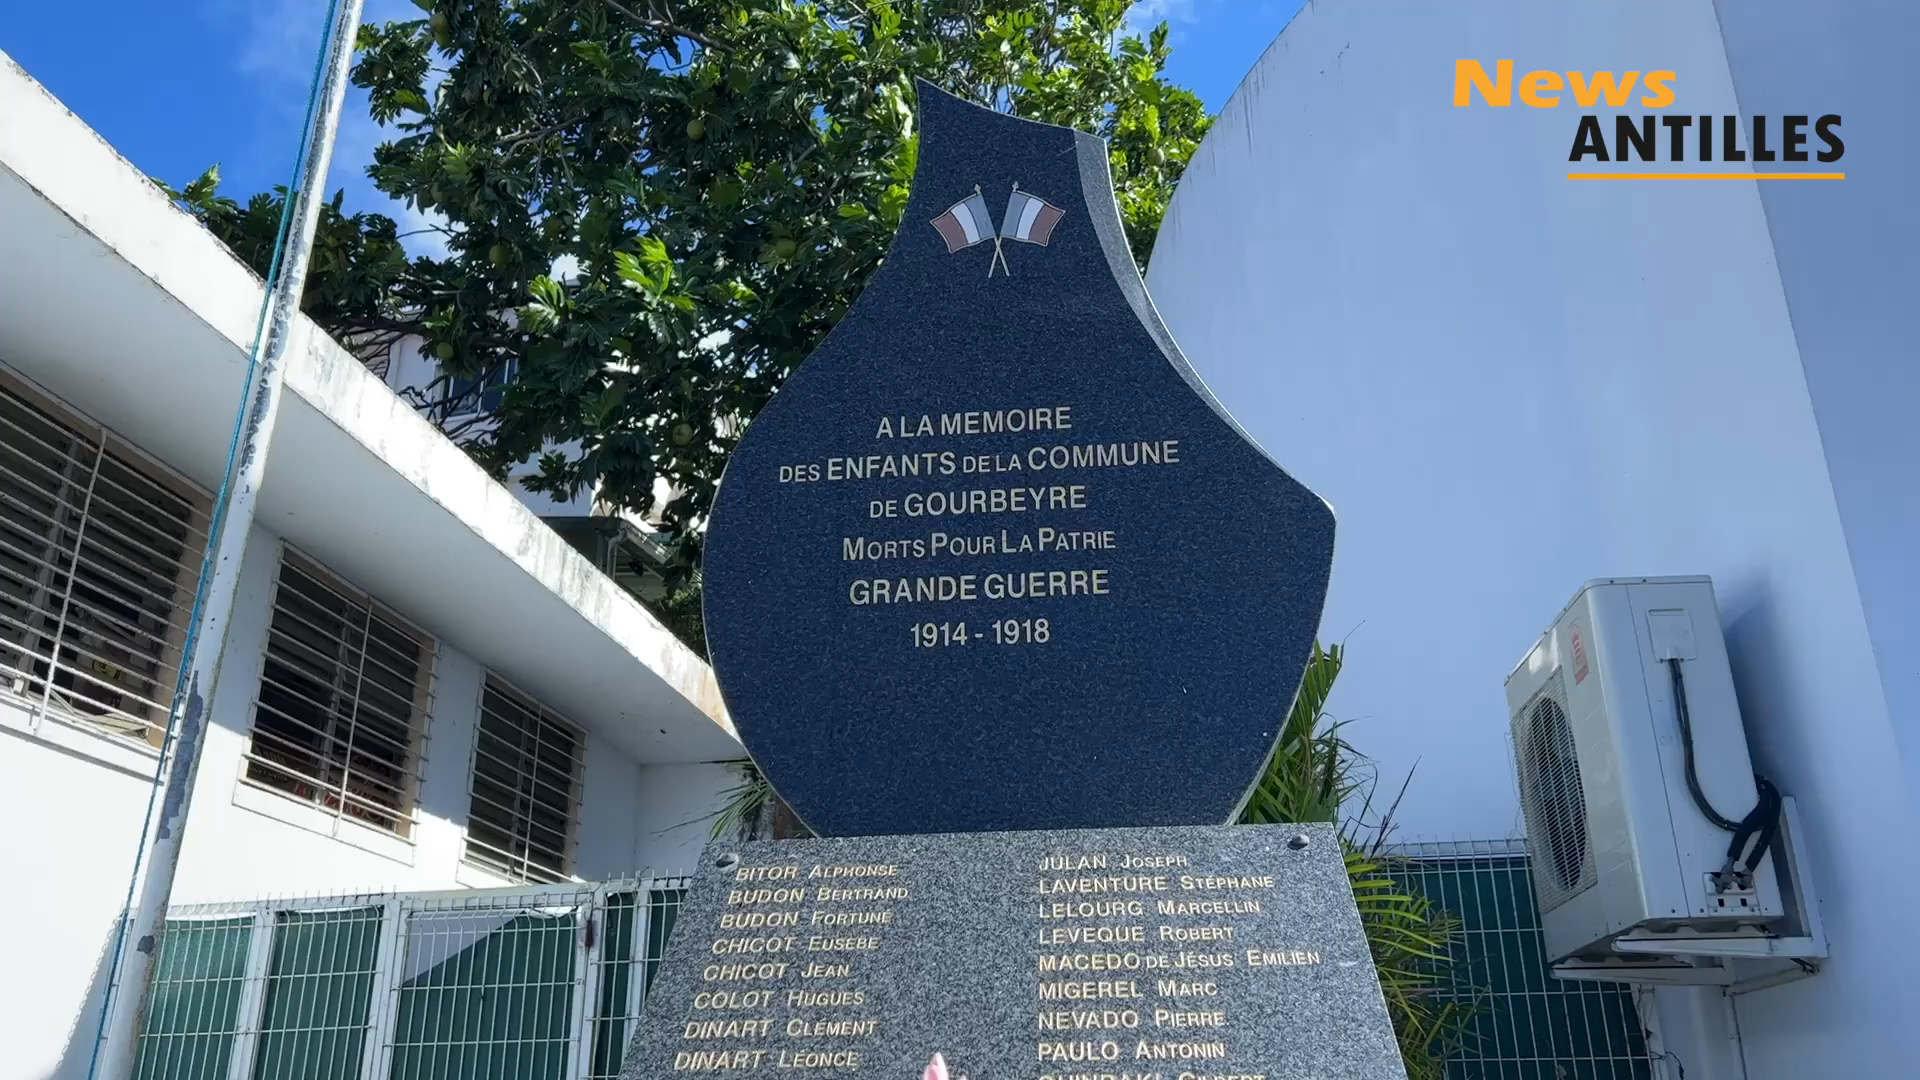 News
ANTILLES
A LA MEMOIRE
DES ENFANTS DE LA COMMUNE
DE GOURBEYRE
MORTS POUR LA PATRIE
GRANDE GUERRE
1914 - 1918
BITOR ALPHONSE
BUDON BERTRAND
BUDON FORTUNÉ
CHICOT EUSÈBE
CHICOT JEAN
COLOT HUGUES
DINART CLÉMENT
DINART LÉONCE
JULAN JOSEPH
LAVENTURE STÉPHANE
LELOURG MARCELLIN
LEVEQUE ROBERT
MACEDO DE JÉSUS EMILIEN
MIGEREL MARC
NEVADO PIERRE
PAULO ANTONIN